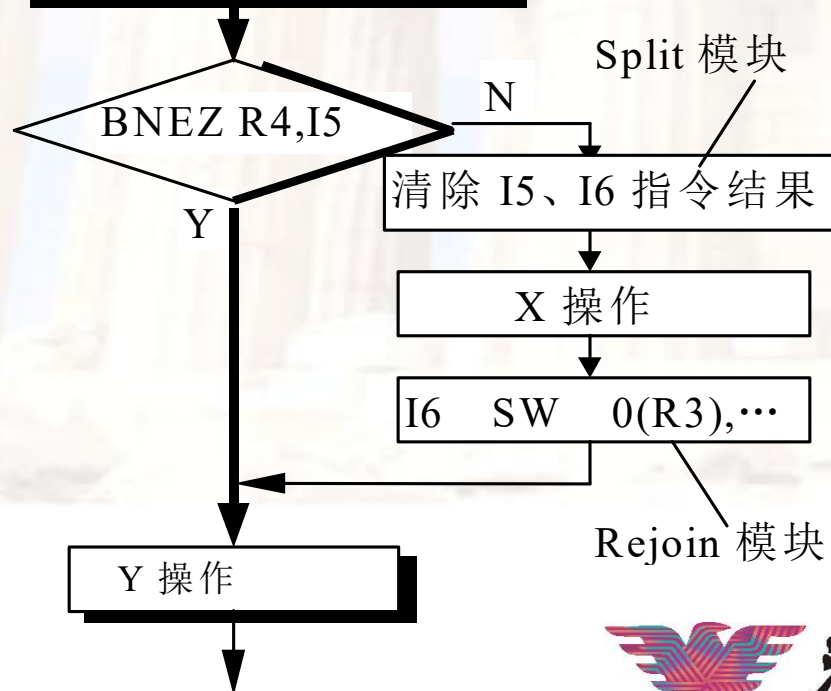 Split 模块
BNEZ R4,I5
N
清除 I5、I6 指令结果
Y
X 操作
I6 SW 0(R3),…
Rejoin 模块
Y 操作